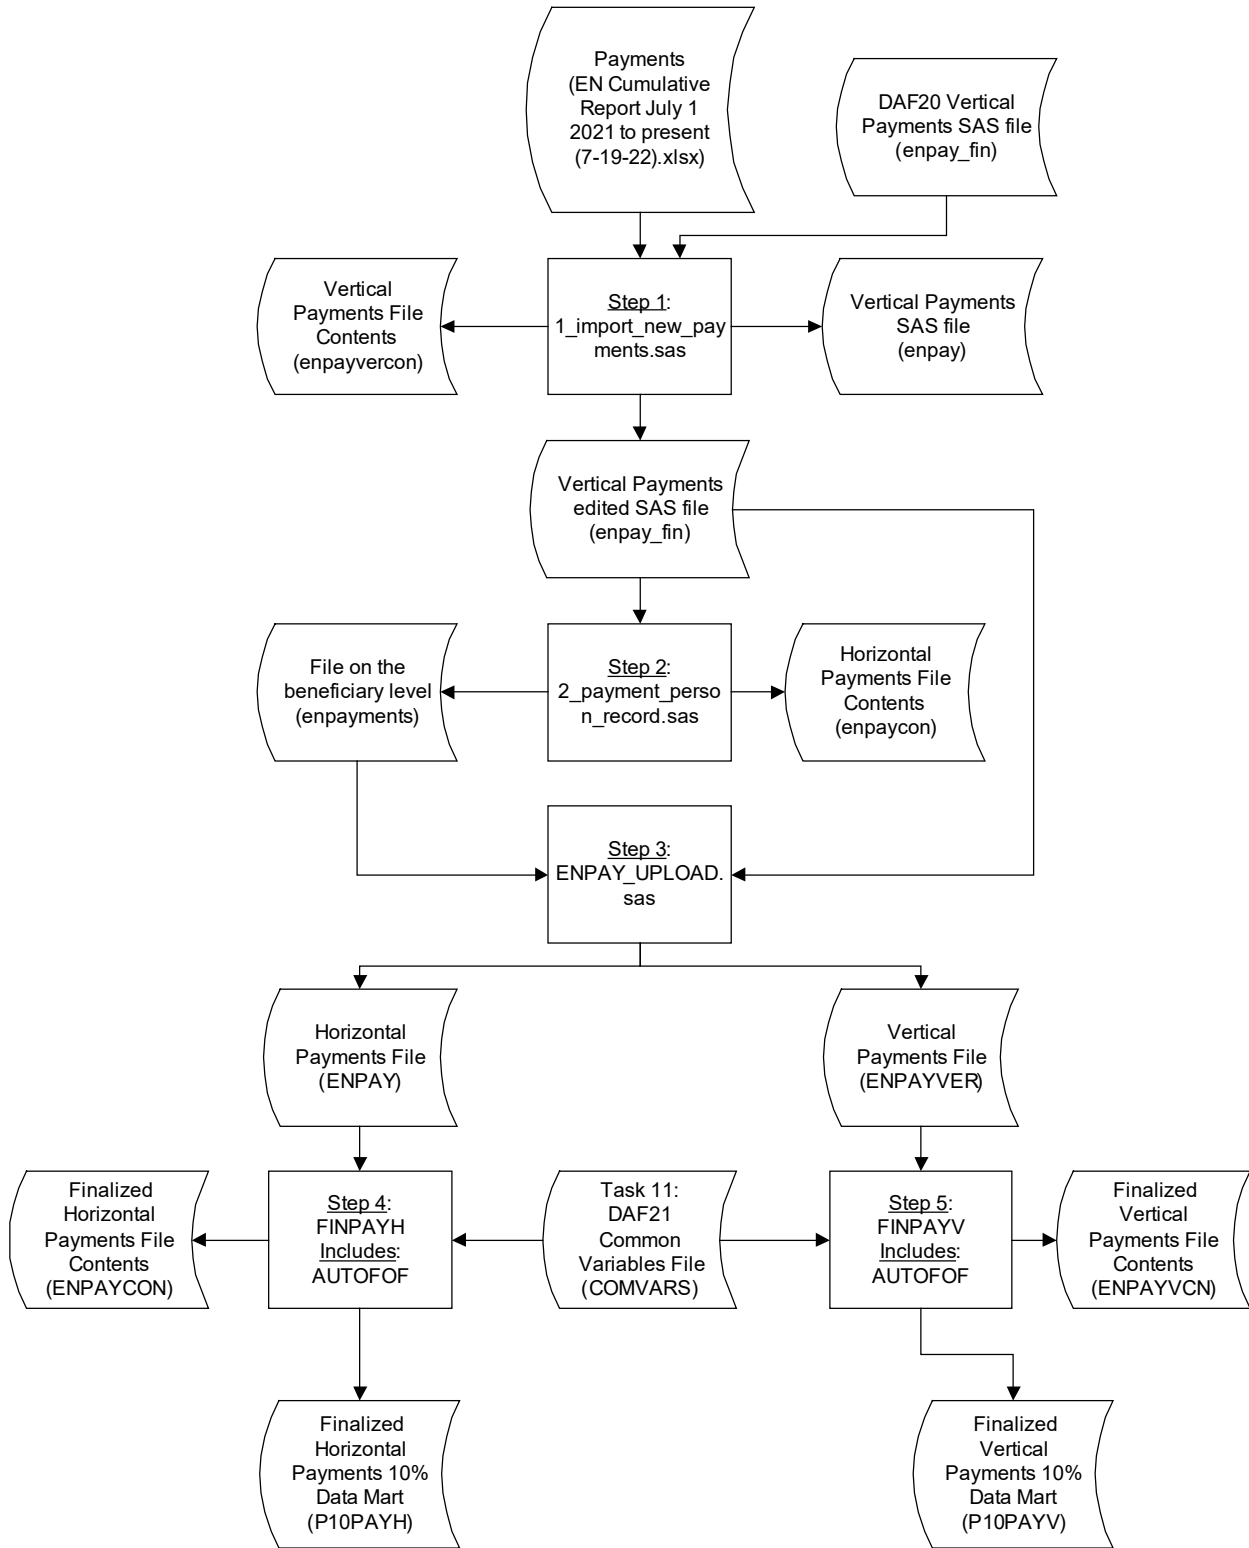 Payments
(EN Cumulative
Report July 1
2021 to present
(7-19-22).xlsx)
DAF20 Vertical
Payments SAS file
(enpay_fin)
Vertical
Payments File
Contents
(enpayvercon)
Step 1:
1_import_new_pay
ments.sas
Vertical Payments
SAS file
(enpay)
Vertical Payments
edited SAS file
(enpay_fin)
File on the
beneficiary level
(enpayments)
Step 2:
2_payment_perso
n_record.sas
Horizontal
Payments File
Contents
(enpaycon)
Step 3:
ENPAY_UPLOAD.
sas
Horizontal
Payments File
(ENPAY)
Vertical
Payments File
(ENPAYVER)
Finalized
Horizontal
Payments File
Contents
(ENPAYCON)
Step 4:
FINPAYH
Includes:
AUTOFOF
Task 11:
DAF21
Common
Variables File
(COMVARS)
Step 5:
FINPAYV
Includes:
AUTOFOF
Finalized
Vertical
Payments File
Contents
(ENPAYVCN)
Finalized
Horizontal
Payments 10%
Data Mart
(P10PAYH)
Finalized
Vertical
Payments 10%
Data Mart
(P10PAYV)